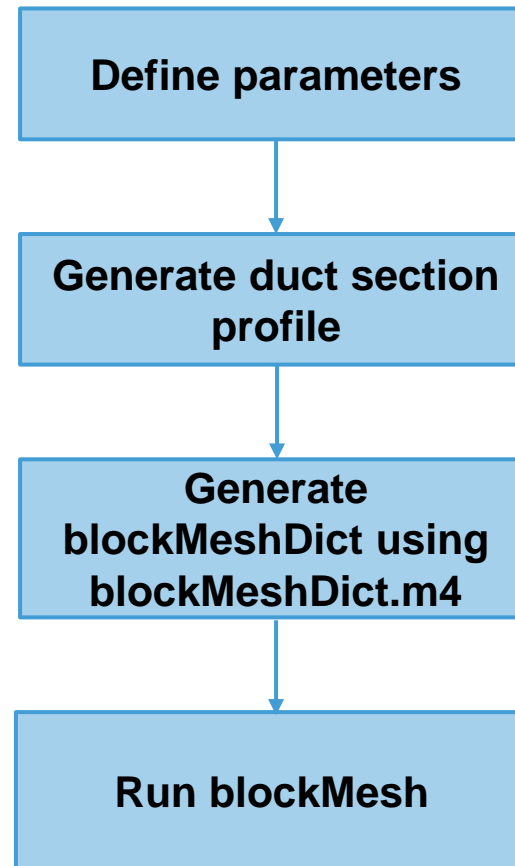 Define parameters
Generate duct section
profile
Generate
blockMeshDict using
blockMeshDict.m4
Run blockMesh